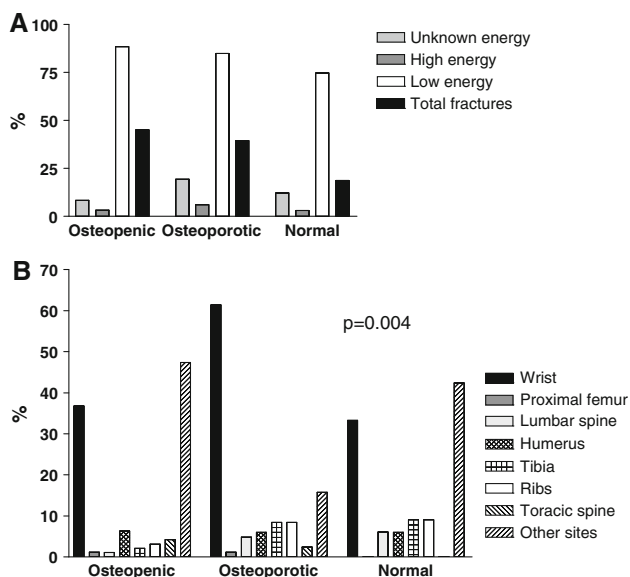 A
100
75
50
25
0
%
Osteopenic Osteoporotic Normal
Unknown energy
High energy
Low energy
Total fractures
B
70
60
50
40
30
20
10
0
%
p=0.004
Osteopenic Osteoporotic Normal
Wrist
Proximal femur
Lumbar spine
Humerus
Tibia
Ribs
Toracic spine
Other sites